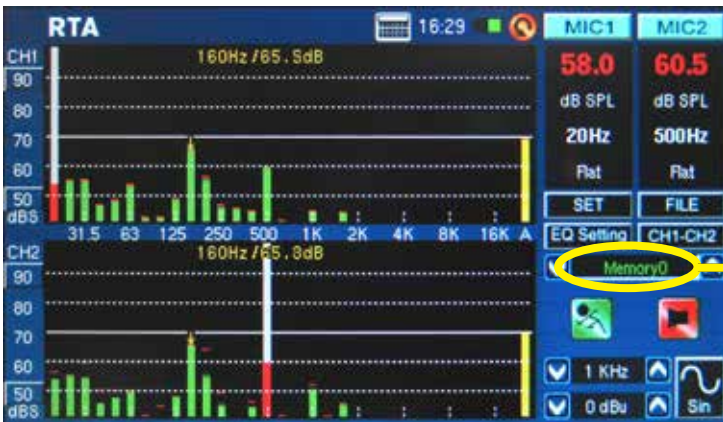 RTA 16:29 MIC1 MIC2
CH1 160Hz/65.8dB 58.0 60.5
90
80 dB SPL dB SPL
70 20Hz 500Hz
60 Flat Flat
50 SET FILE
dBS
31.5 63 125 250 500 1K 2K 4K 8K 16K A EQ Setting CH1-CH2
CH2 160Hz/65.8dB Memory0
90
80
70
60 1 KHz
50 0 dBu Sin
dBS